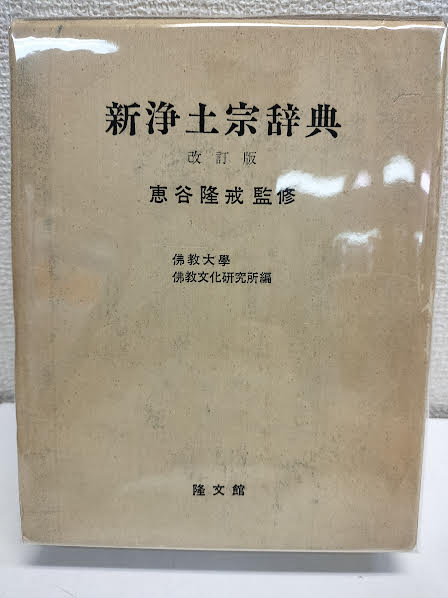 新浄土宗辞典
改訂版
恵谷隆戒監修
佛教大學
佛教文化研究所編
隆文館